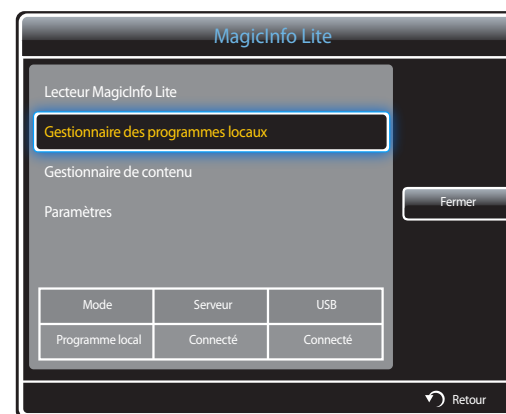 MagicInfo Lite
Lecteur MagicInfo Lite
Gestionnaire des programmes locaux
Gestionnaire de contenu
Paramètres
Fermer
Mode Serveur USB
Programme local Connecté Connecté
Retour